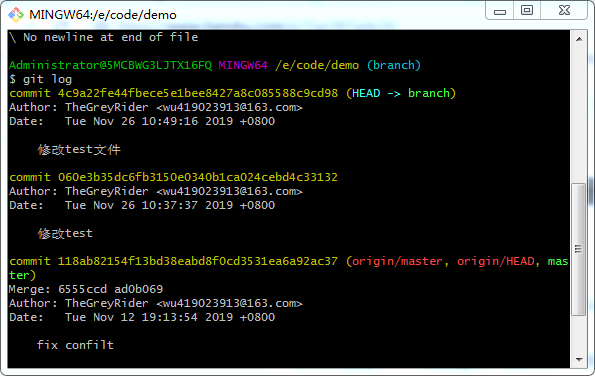 MINGW64:/e/code/demo
\ No newline at end of file
Administrator@5MCBWG3LJTX16FQ MINGW64 /e/code/demo (branch)
$ git log
commit 4c9a22fe44fbece5e1bee8427a8c085588c9cd98 (HEAD -> branch)
Author: TheGreyRider <wu419023913@163.com>
Date:   Tue Nov 26 10:49:16 2019 +0800
修改test文件
commit 060e3b35dc6fb3150e0340b1ca024cebd4c33132
Author: TheGreyRider <wu419023913@163.com>
Date:   Tue Nov 26 10:37:37 2019 +0800
修改test
commit 118ab82154f13bd38eabd8f0cd3531ea6a92ac37 (origin/master, origin/HEAD, mas
ter)
Merge: 6555ccd ad0b069
Author: TheGreyRider <wu419023913@163.com>
Date:   Tue Nov 12 19:13:54 2019 +0800
fix confilt